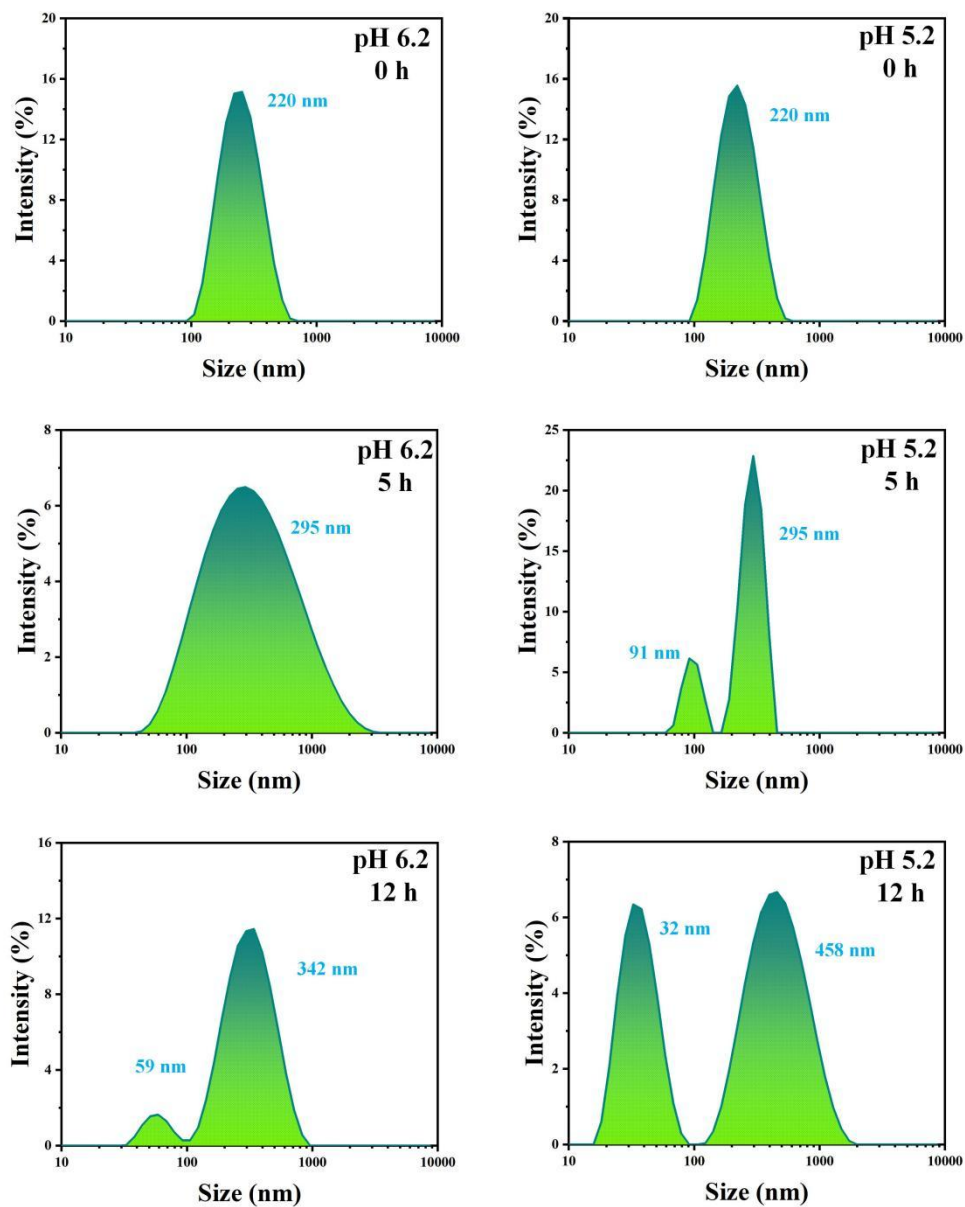 pH 6.2
0 h
220 nm
Intensity (%)
20
16
12
8
4
0
10
100
1000
10000
Size (nm)
pH 5.2
0 h
220 nm
Intensity (%)
20
16
12
8
4
0
10
100
1000
10000
Size (nm)
pH 6.2
5 h
295 nm
Intensity (%)
8
6
4
2
0
10
100
1000
10000
Size (nm)
pH 5.2
5 h
295 nm
91 nm
Intensity (%)
25
20
15
10
5
0
10
100
1000
10000
Size (nm)
pH 6.2
12 h
342 nm
59 nm
Intensity (%)
16
12
8
4
0
10
100
1000
10000
Size (nm)
pH 5.2
12 h
32 nm
458 nm
Intensity (%)
8
6
4
2
0
10
100
1000
10000
Size (nm)